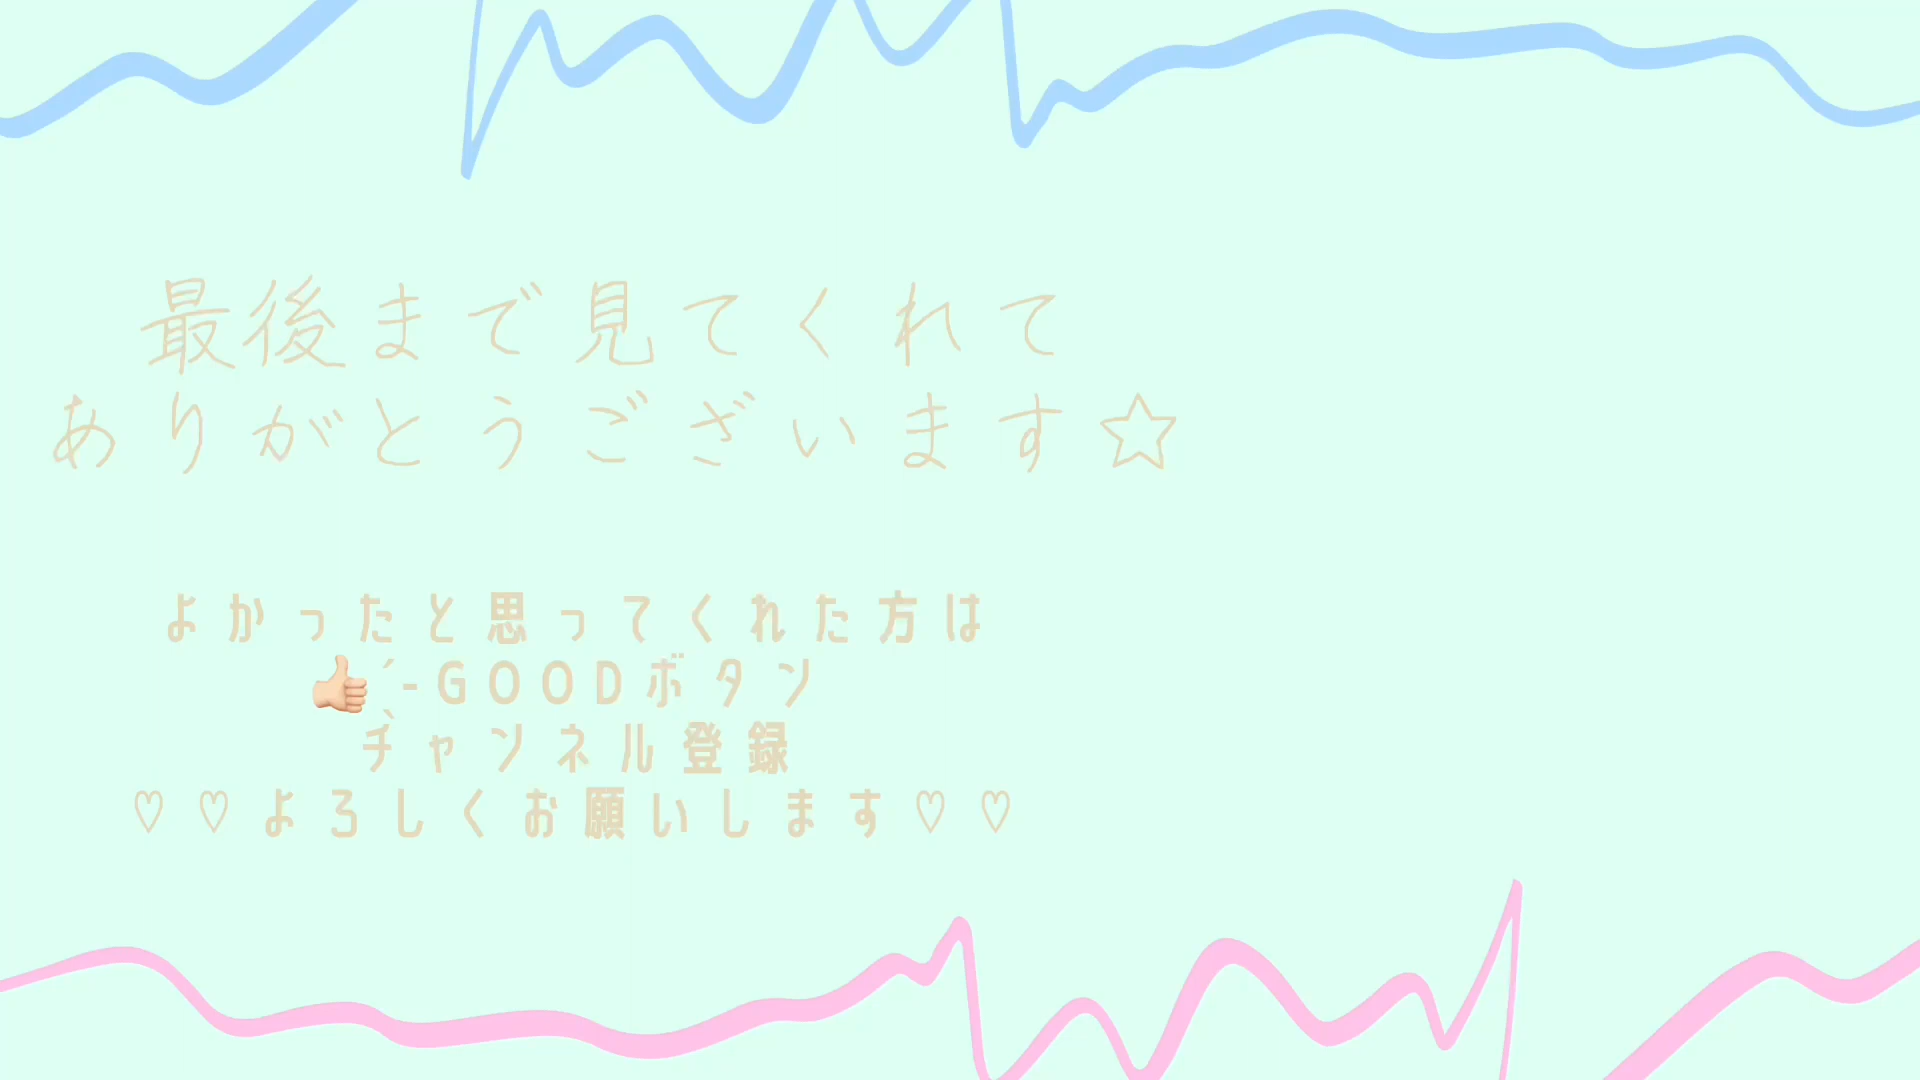 最後まで見てくれて
ありがとうございます☆
よかったと思ってくれた方は
👍🏻 ̖́-GOODボタン
チャンネル登録
♡♡よろしくお願いします♡♡